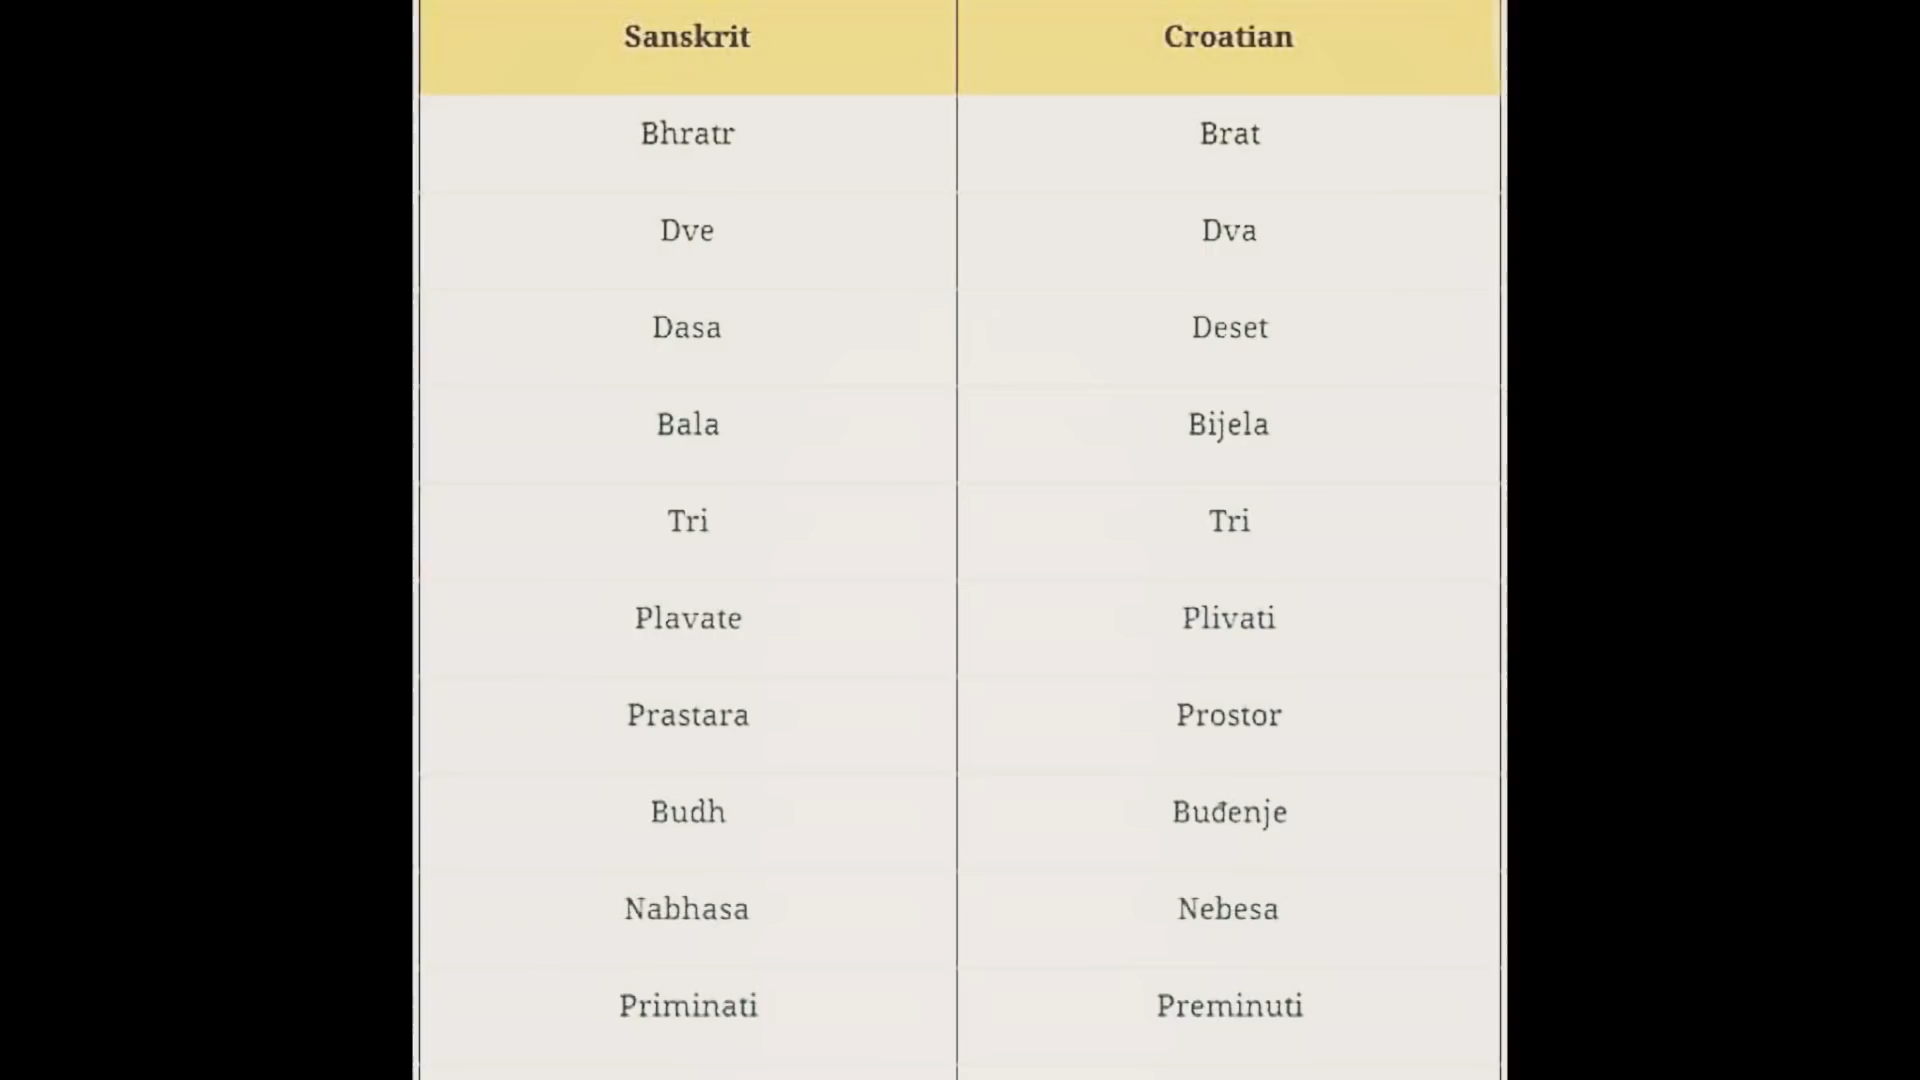 Sanskrit Croatian
Bhratr Brat
Dve Dva
Dasa Deset
Bala Bijela
Tri Tri
Plavate Plivati
Prastara Prostor
Budh Buđenje
Nabhasa Nebesa
Priminati Preminuti